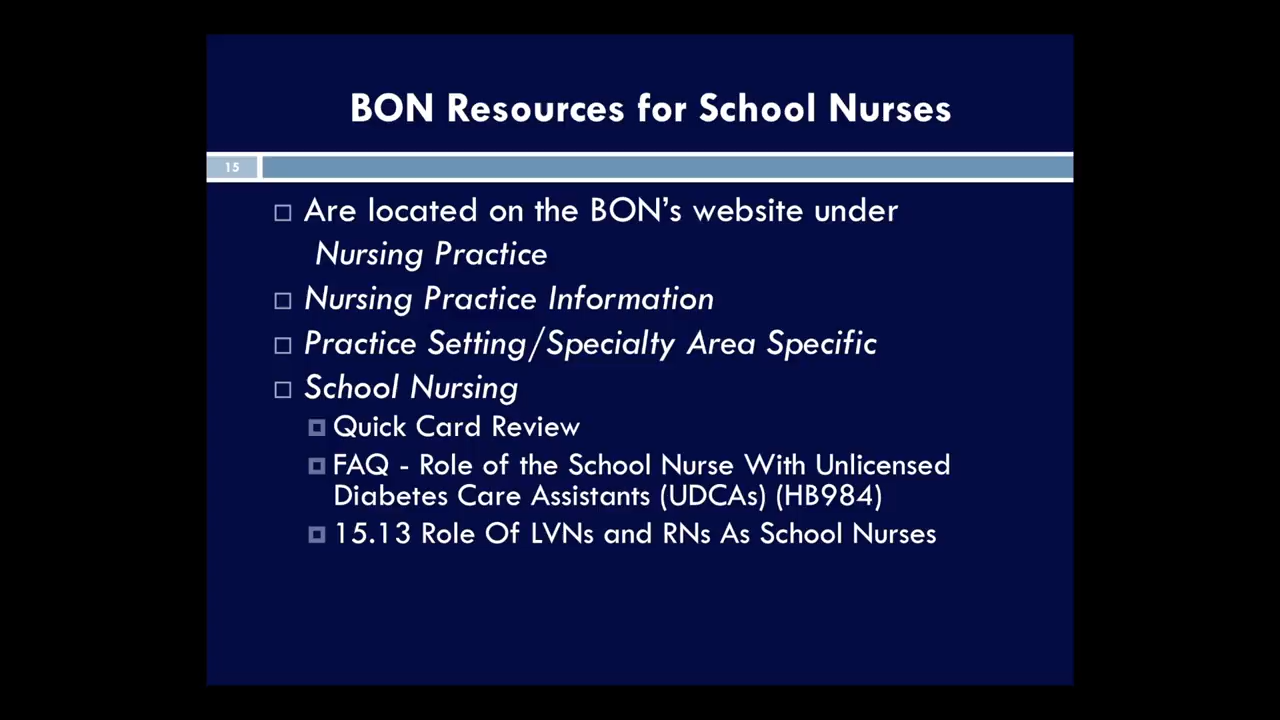 BON Resources for School Nurses
15
Are located on the BON's website under
Nursing Practice
Nursing Practice Information
Practice Setting/Specialty Area Specific
School Nursing
Quick Card Review
FAQ - Role of the School Nurse With Unlicensed
Diabetes Care Assistants (UDCAs) (HB984)
15.13 Role Of LVNs and RNs As School Nurses